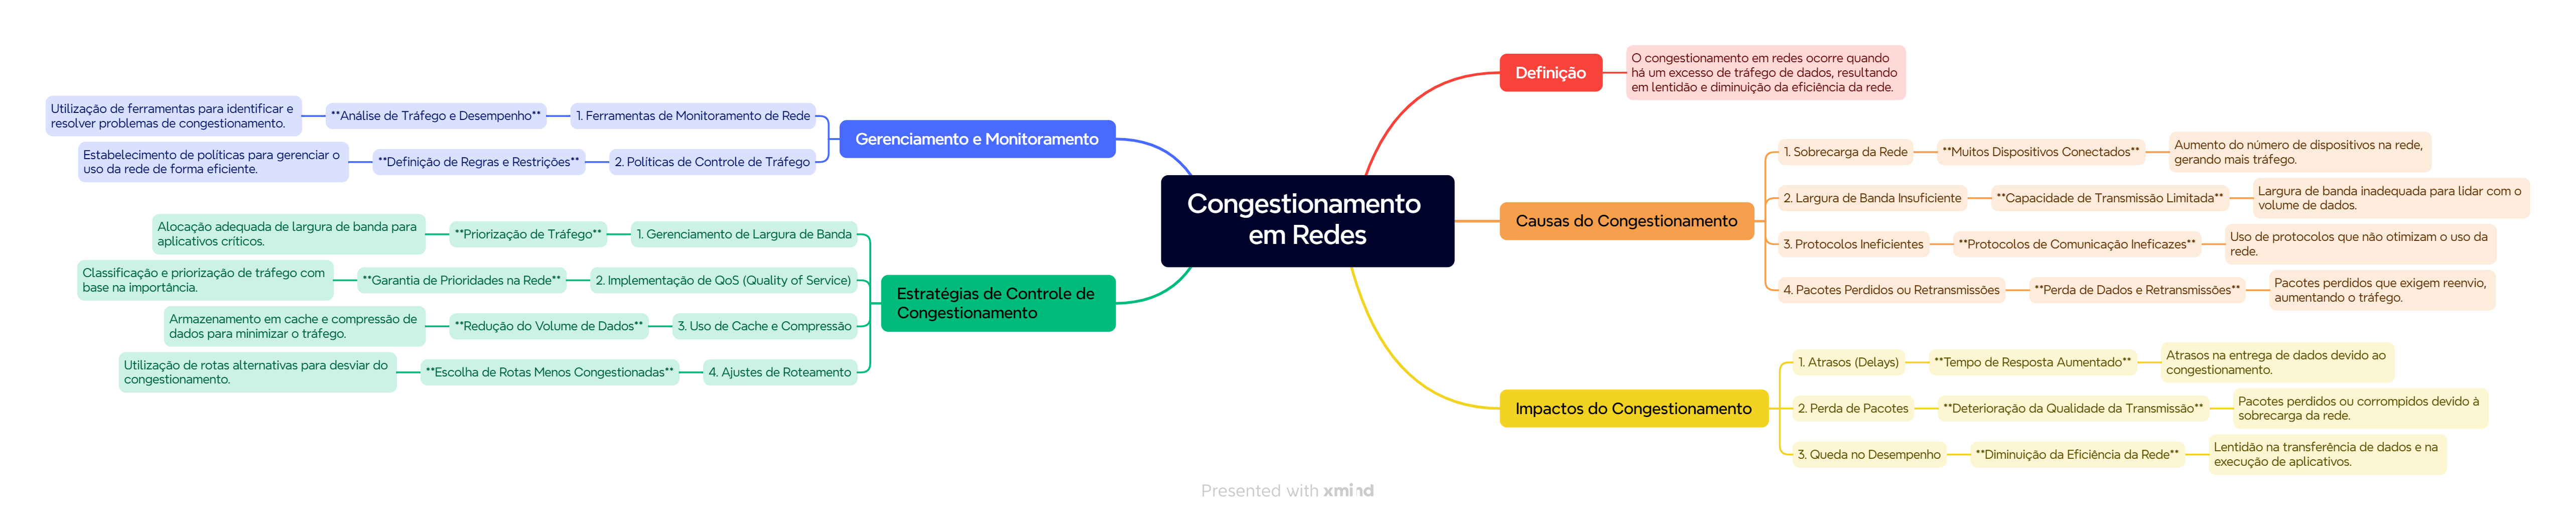 Congestionamento
em Redes
Definição
O congestionamento em redes ocorre quando
há um excesso de tráfego de dados, resultando
em lentidão e diminuição da eficiência da rede.
Causas do Congestionamento
1. Sobrecarga da Rede
**Muitos Dispositivos Conectados**
Aumento do número de dispositivos na rede,
gerando mais tráfego.
2. Largura de Banda Insuficiente
**Capacidade de Transmissão Limitada**
Largura de banda inadequada para lidar com o
volume de dados.
3. Protocolos Ineficientes
**Protocolos de Comunicação Ineficazes**
Uso de protocolos que não otimizam o uso da
rede.
4. Pacotes Perdidos ou Retransmissões
**Perda de Dados e Retransmissões**
Pacotes perdidos que exigem reenvio,
aumentando o tráfego.
Impactos do Congestionamento
1. Atrasos (Delays)
**Tempo de Resposta Aumentado**
Atrasos na entrega de dados devido ao
congestionamento.
2. Perda de Pacotes
**Deterioração da Qualidade da Transmissão**
Pacotes perdidos ou corrompidos devido à
sobrecarga da rede.
3. Queda no Desempenho
**Diminuição da Eficiência da Rede**
Lentidão na transferência de dados e na
execução de aplicativos.
Gerenciamento e Monitoramento
1. Ferramentas de Monitoramento de Rede
**Análise de Tráfego e Desempenho**
Utilização de ferramentas para identificar e
resolver problemas de congestionamento.
2. Políticas de Controle de Tráfego
**Definição de Regras e Restrições**
Estabelecimento de políticas para gerenciar o
uso da rede de forma eficiente.
Estratégias de Controle de
Congestionamento
1. Gerenciamento de Largura de Banda
**Priorização de Tráfego**
Alocação adequada de largura de banda para
aplicativos críticos.
2. Implementação de QoS (Quality of Service)
**Garantia de Prioridades na Rede**
Classificação e priorização de tráfego com
base na importância.
3. Uso de Cache e Compressão
**Redução do Volume de Dados**
Armazenamento em cache e compressão de
dados para minimizar o tráfego.
4. Ajustes de Roteamento
**Escolha de Rotas Menos Congestionadas**
Utilização de rotas alternativas para desviar do
congestionamento.
Presented with xmind